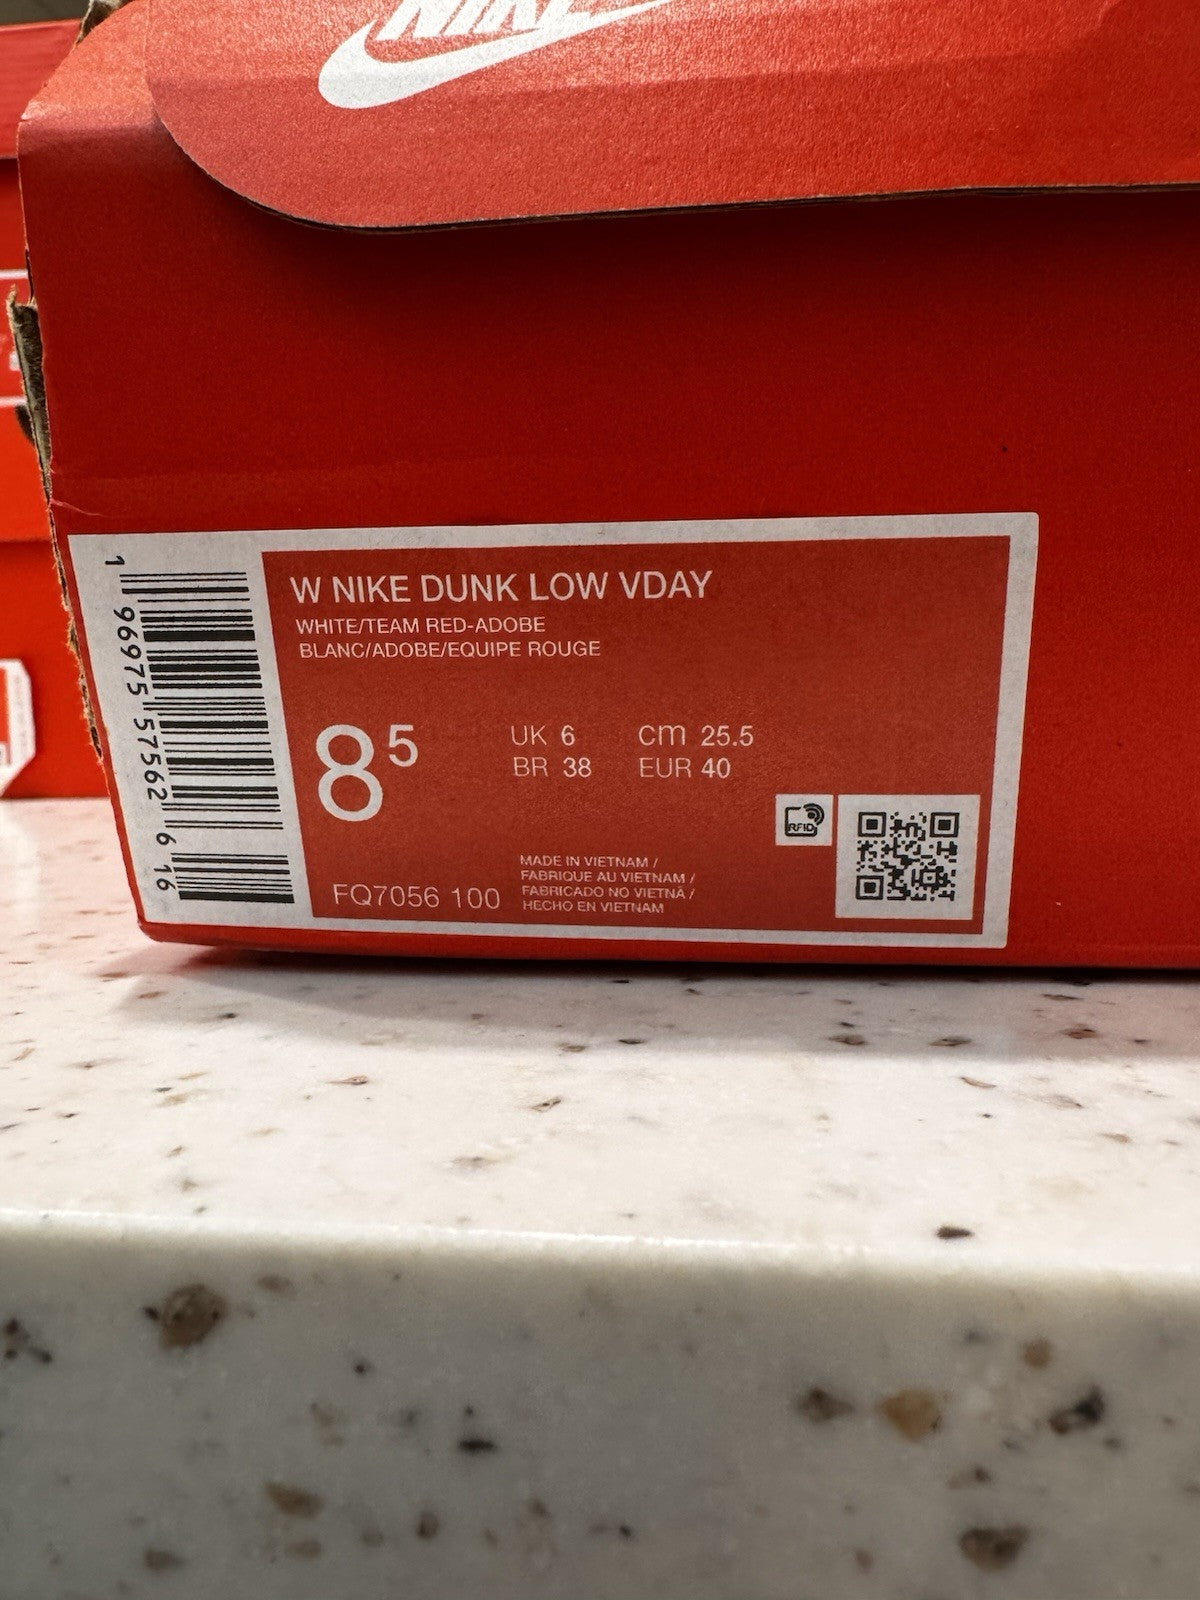 NIKE
W NIKE DUNK LOW VDAY
WHITE/TEAM RED-ADOBE
BLANC/ADOBE/EQUIPE ROUGE
8 5
UK 6 cm 25.5
BR 38 EUR 40
RFID
FQ7056 100
MADE IN VIETNAM /
FABRIQUE AU VIETNAM /
FABRICADO NO VIETNÃ /
HECHO EN VIETNAM
1 96975 57562 6 16